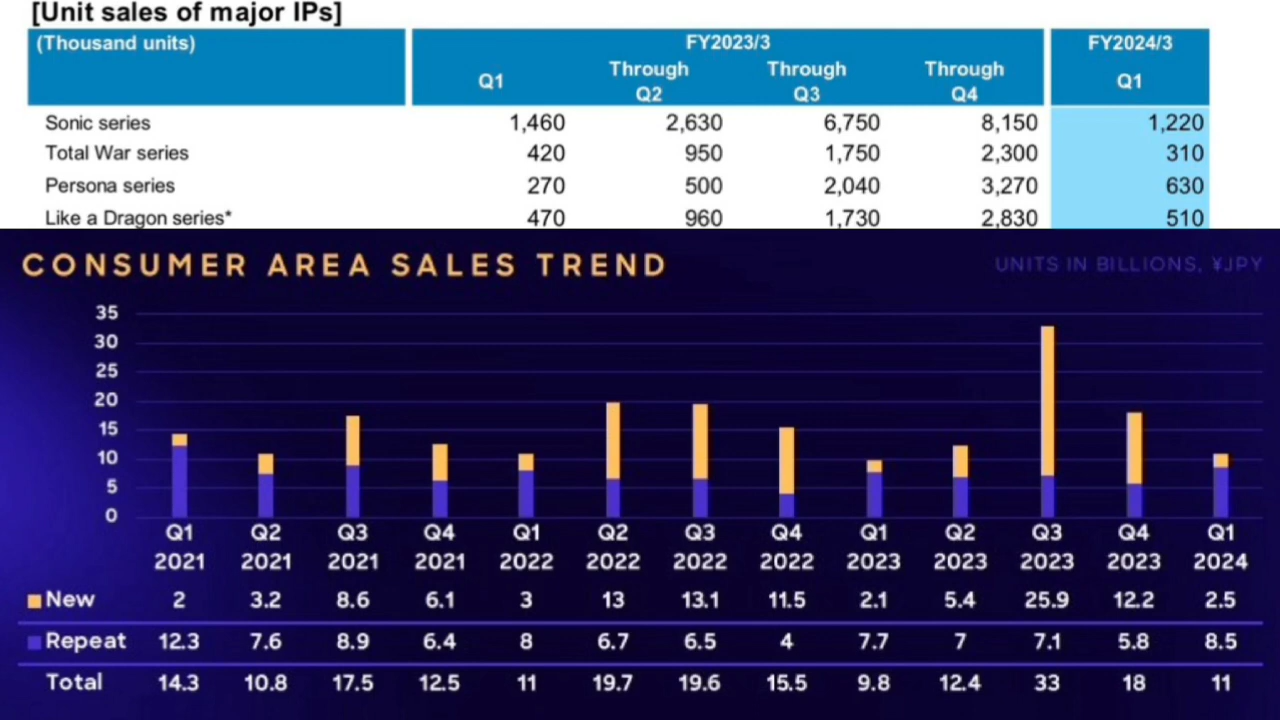 [Unit sales of major IPs]
(Thousand units) FY2023/3 FY2024/3
Q1 Through Q2 Through Q3 Through Q4 Q1
Sonic series 1,460 2,630 6,750 8,150 1,220
Total War series 420 950 1,750 2,300 310
Persona series 270 500 2,040 3,270 630
Like a Dragon series* 470 960 1,730 2,830 510
CONSUMER AREA SALES TREND UNITS IN BILLIONS, ¥JPY
35
30
25
20
15
10
5
0
Q1 Q2 Q3 Q4 Q1 Q2 Q3 Q4 Q1 Q2 Q3 Q4 Q1
2021 2021 2021 2021 2022 2022 2022 2022 2023 2023 2023 2023 2024
New 2 3.2 8.6 6.1 3 13 13.1 11.5 2.1 5.4 25.9 12.2 2.5
Repeat 12.3 7.6 8.9 6.4 8 6.7 6.5 4 7.7 7 7.1 5.8 8.5
Total 14.3 10.8 17.5 12.5 11 19.7 19.6 15.5 9.8 12.4 33 18 11